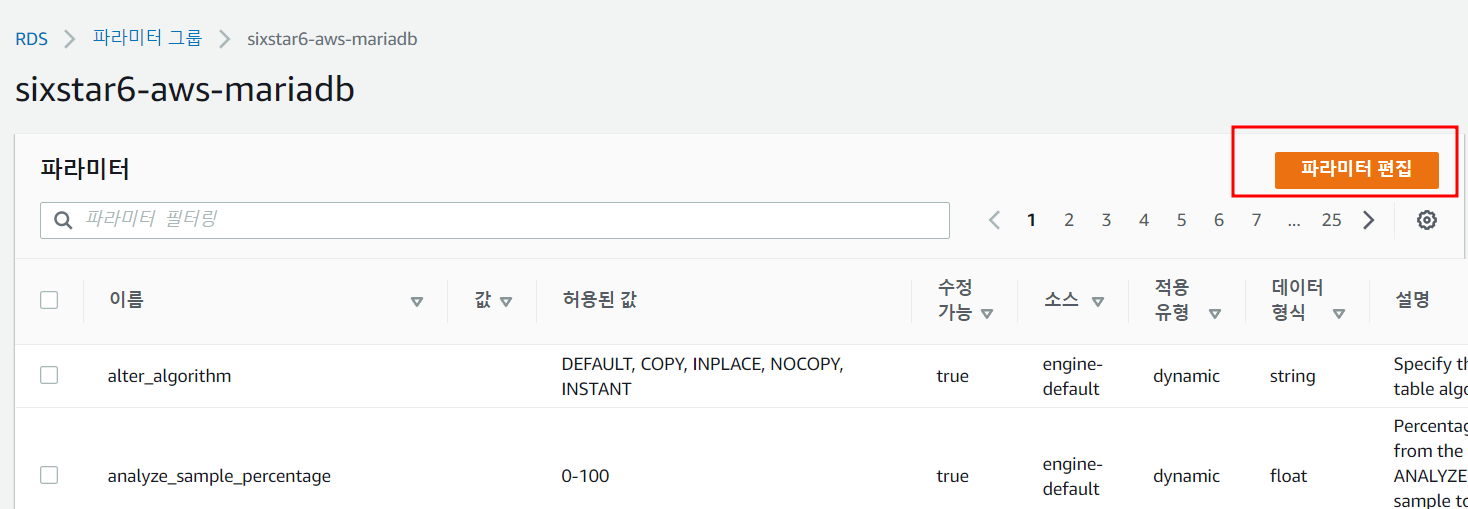 RDS > 파라미터 그룹 > sixstar6-aws-mariadb
sixstar6-aws-mariadb
파라미터
파라미터 편집
파라미터 필터링
1 2 3 4 5 6 7 ... 25
이름 값 허용된 값 수정 가능 소스 적용 유형 데이터 형식 설명
alter_algorithm
DEFAULT, COPY, INPLACE, NOCOPY,
INSTANT
true
engine-
default
dynamic
string
Specify
table
analyze_sample_percentage
0-100
true
engine-
default
dynamic
float
from the
ANALYZE
sample